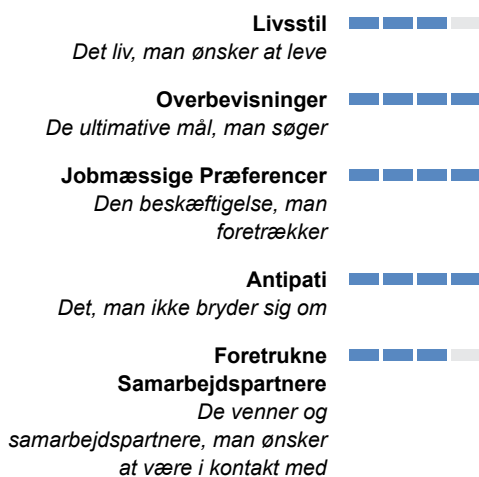 Livsstil
Det liv, man ønsker at leve
Overbevisninger
De ultimative mål, man søger
Jobmæssige Præferencer
Den beskæftigelse, man
foretrækker
Antipati
Det, man ikke bryder sig om
Foretrukne
Samarbejdspartnere
De venner og
samarbejdspartnere, man ønsker
at være i kontakt med